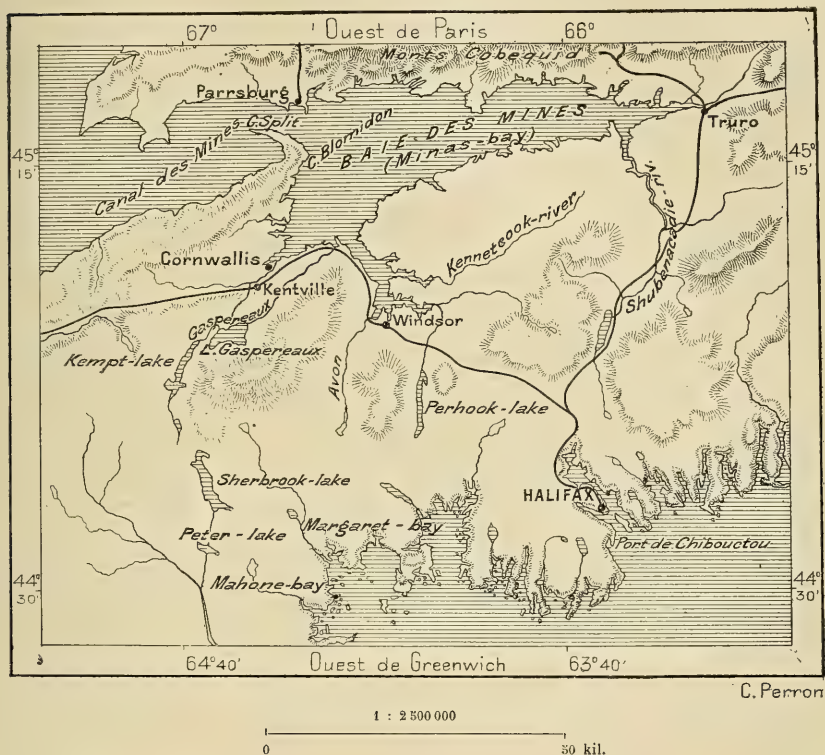 67° Ouest de Paris 66°
Monts Cobequid
Parrsburg
Truro
C. Split
C. Blomidon
BAIE DES MINES
(Minas-bay)
Canal des Mines
45° 15'
45° 15'
Kennetcook-river
Shubenacadie-riv.
Cornwallis
Kentville
Gaspereaux
L. Gaspereaux
Windsor
Kempt-lake
Avon
Perhook-lake
Sherbrook-lake
HALIFAX
Margaret-bay
Peter-lake
Port de Chibouctou
Mahone-bay
44° 30'
44° 30'
64°40' Ouest de Greenwich 63°40'
C. Perron
1 : 2 500 000
0 50 kil.